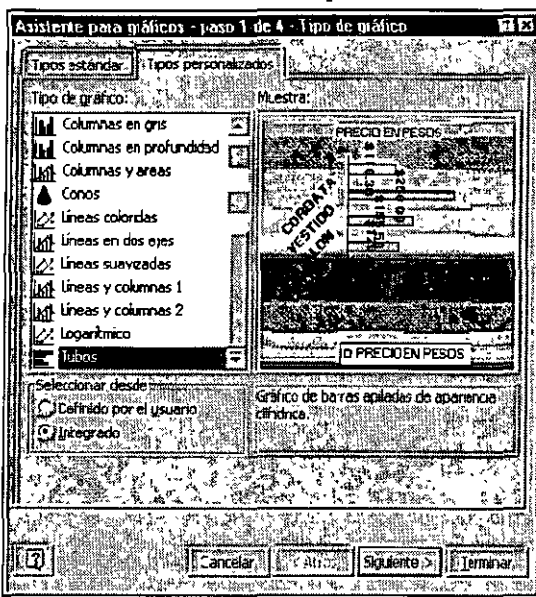 Asistente para gráficos - paso 1 de 4 - Tipo de gráfico
Tipos estándar
Tipos personalizados
Tipo de gráfico:
Columnas en gris
Columnas en profundidad
Columnas y areas
Conos
Líneas coloridas
Líneas en dos ejes
Líneas suavizadas
Líneas y columnas 1
Líneas y columnas 2
Logarítmico
Tubos
Muestra:
PRECIO EN PESOS
CORBATA
VESTIDO
PRECIO EN PESOS
Seleccionar desde
Definido por el usuario
Integrado
Gráfico de barras apiladas de apariencia
cilíndrica.
Cancelar
< Atrás
Siguiente >
Terminar